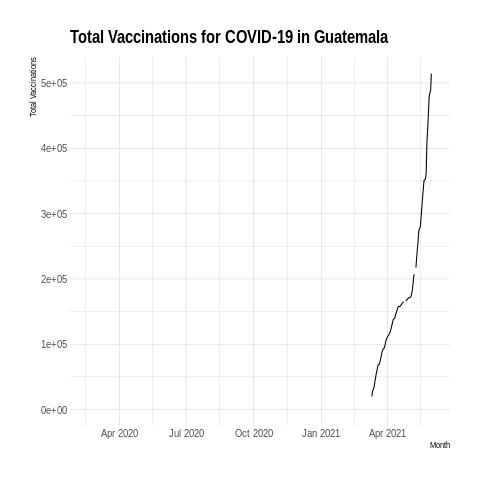 Total Vaccinations for COVID-19 in Guatemala
Total Vaccinations
5e+05
4e+05
3e+05
2e+05
1e+05
0e+00
Apr 2020 Jul 2020 Oct 2020 Jan 2021 Apr 2021
Month